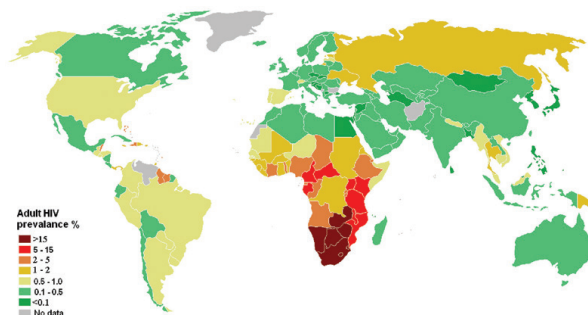 Adult HIV
prevalance %
>15
5 - 15
2 - 5
1 - 2
0.5 - 1.0
0.1 - 0.5
<0.1
No data